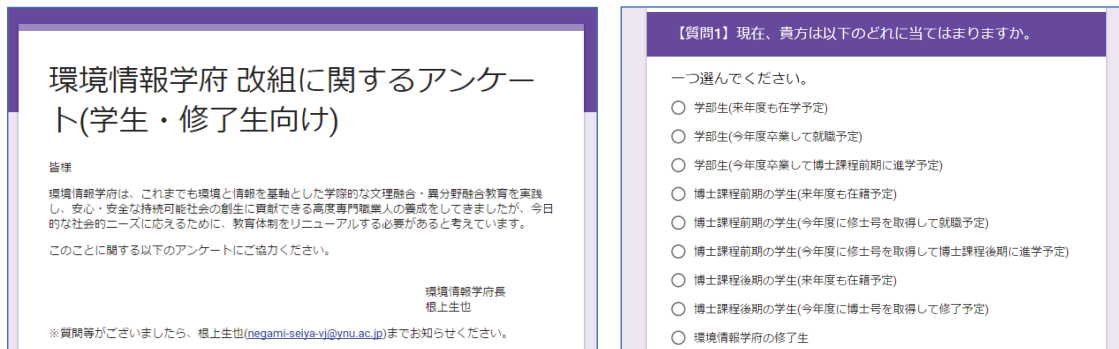 環境情報学府 改組に関するアンケー
ト(学生・修了生向け)
皆様
環境情報学府は、これまでも環境と情報を基軸とした学際的な文理融合・異分野融合教育を実践
し、安心・安全な持続可能社会の創生に貢献できる高度専門職業人の養成をしてきましたが、今日
的な社会的ニーズに応えるために、教育体制をリニューアルする必要があると考えています。
このことに関する以下のアンケートにご協力ください。
環境情報学府長
根上生也
※質問等がございましたら、根上生也(negami-seiya-vj@ynu.ac.jp)までお知らせください。
【質問1】現在、貴方は以下のどれに当てはまりますか。
一つ選んでください。
学部生(来年度も在学予定)
学部生(今年度卒業して就職予定)
学部生(今年度卒業して博士課程前期に進学予定)
博士課程前期の学生(来年度も在籍予定)
博士課程前期の学生(今年度に修士号を取得して就職予定)
博士課程前期の学生(今年度に修士号を取得して博士課程後期に進学予定)
博士課程後期の学生(来年度も在籍予定)
博士課程後期の学生(今年度に博士号を取得して修了予定)
環境情報学府の修了生